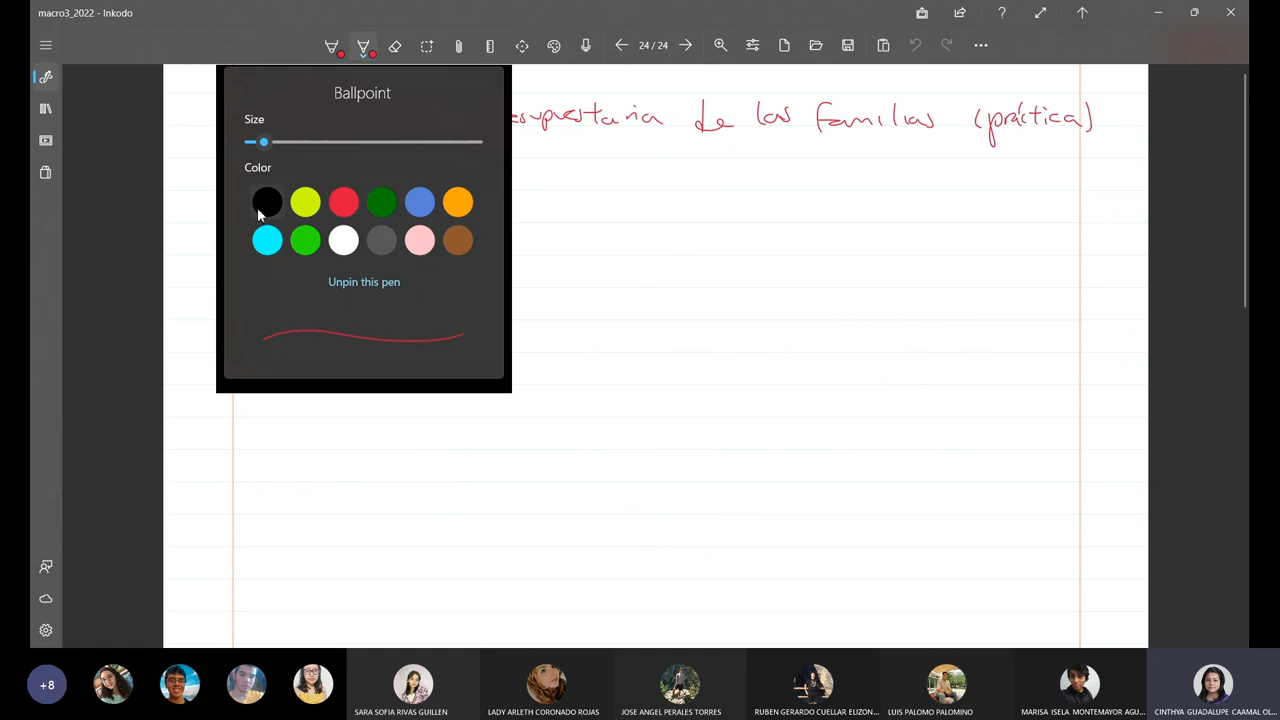 macro3_2022 - Inkodo
24 / 24
Ballpoint
Size
Color
Unpin this pen
de las familias (práctica)
+8
SARA SOFIA RIVAS GUILLEN
LADY ARLETH CORONADO ROJAS
JOSE ANGEL PERALES TORRES
RUBEN GERARDO CUELLAR ELIZON...
LUIS PALOMO PALOMINO
MARISA ISELA MONTEMAYOR AGU...
CINTHYA GUADALUPE CAAMAL OL...